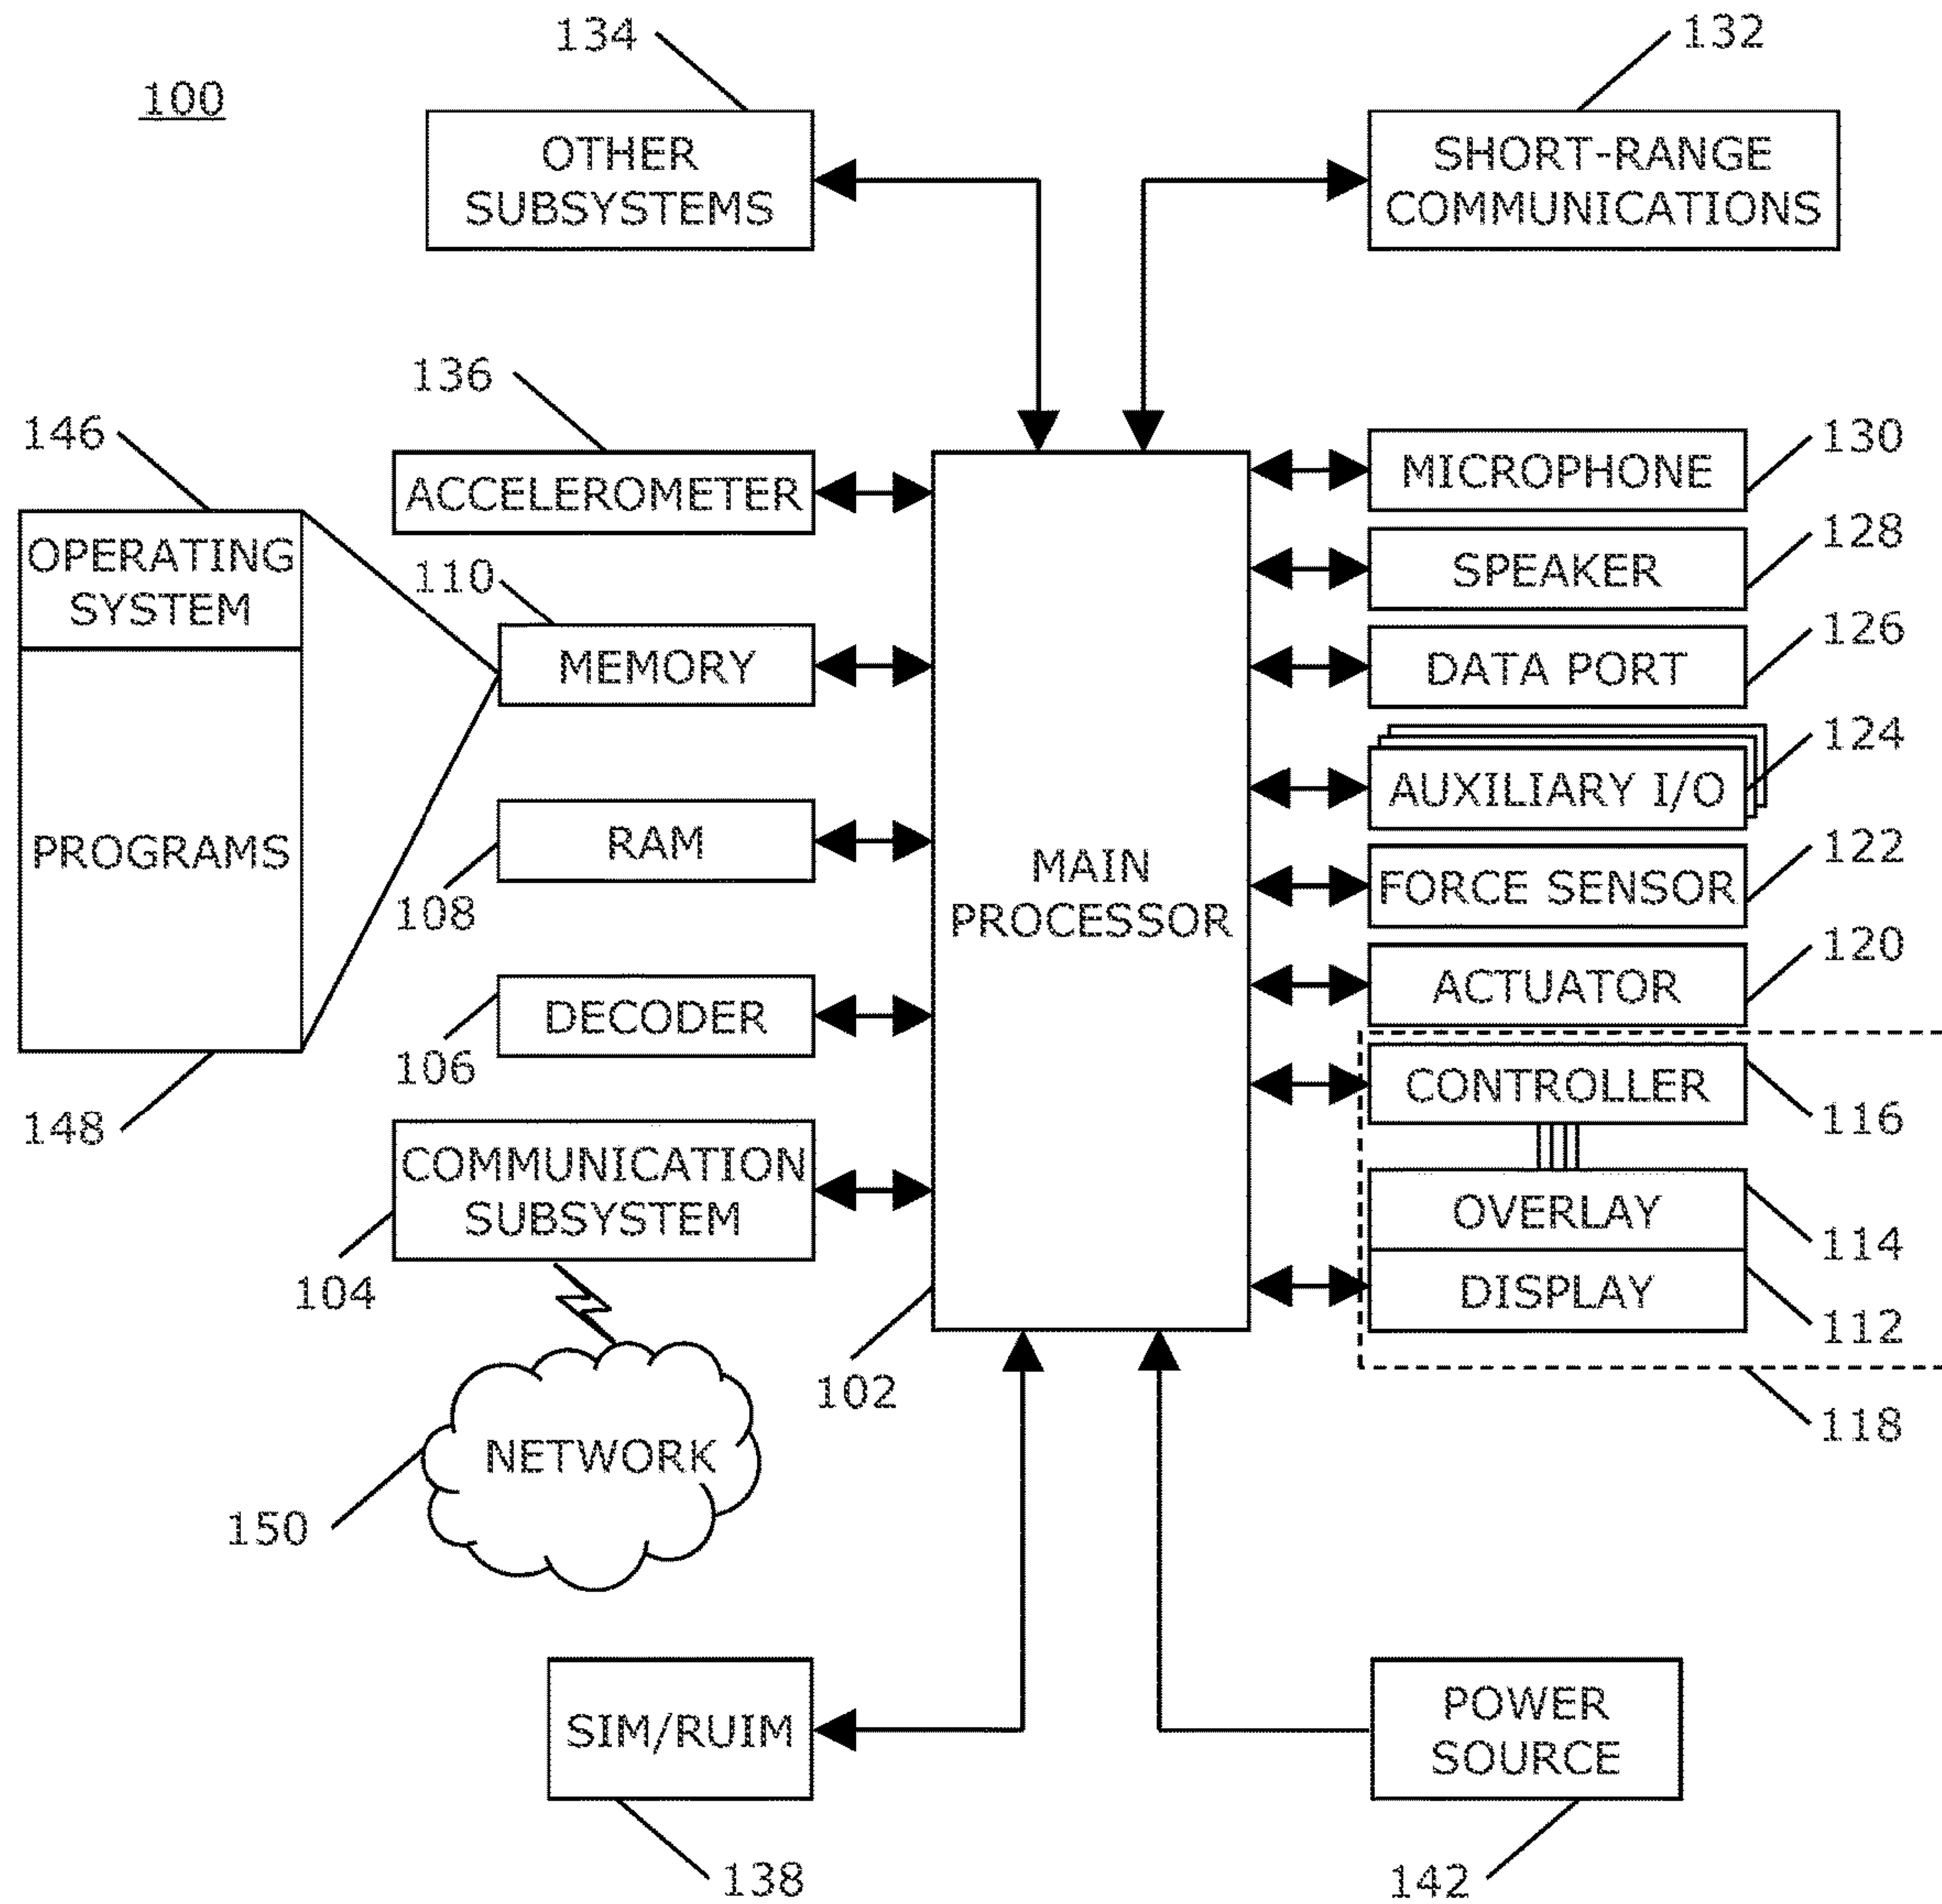 134
132
100
OTHER
SUBSYSTEMS
SHORT-RANGE
COMMUNICATIONS
136
146
ACCELEROMETER
MICROPHONE
130
OPERATING
SYSTEM
110
SPEAKER
128
MEMORY
DATA PORT
126
AUXILIARY I/O
124
PROGRAMS
RAM
108
MAIN
PROCESSOR
FORCE SENSOR
122
ACTUATOR
120
DECODER
106
CONTROLLER
116
148
COMMUNICATION
SUBSYSTEM
104
OVERLAY
114
DISPLAY
112
102
118
NETWORK
150
SIM/RUIM
138
POWER
SOURCE
142